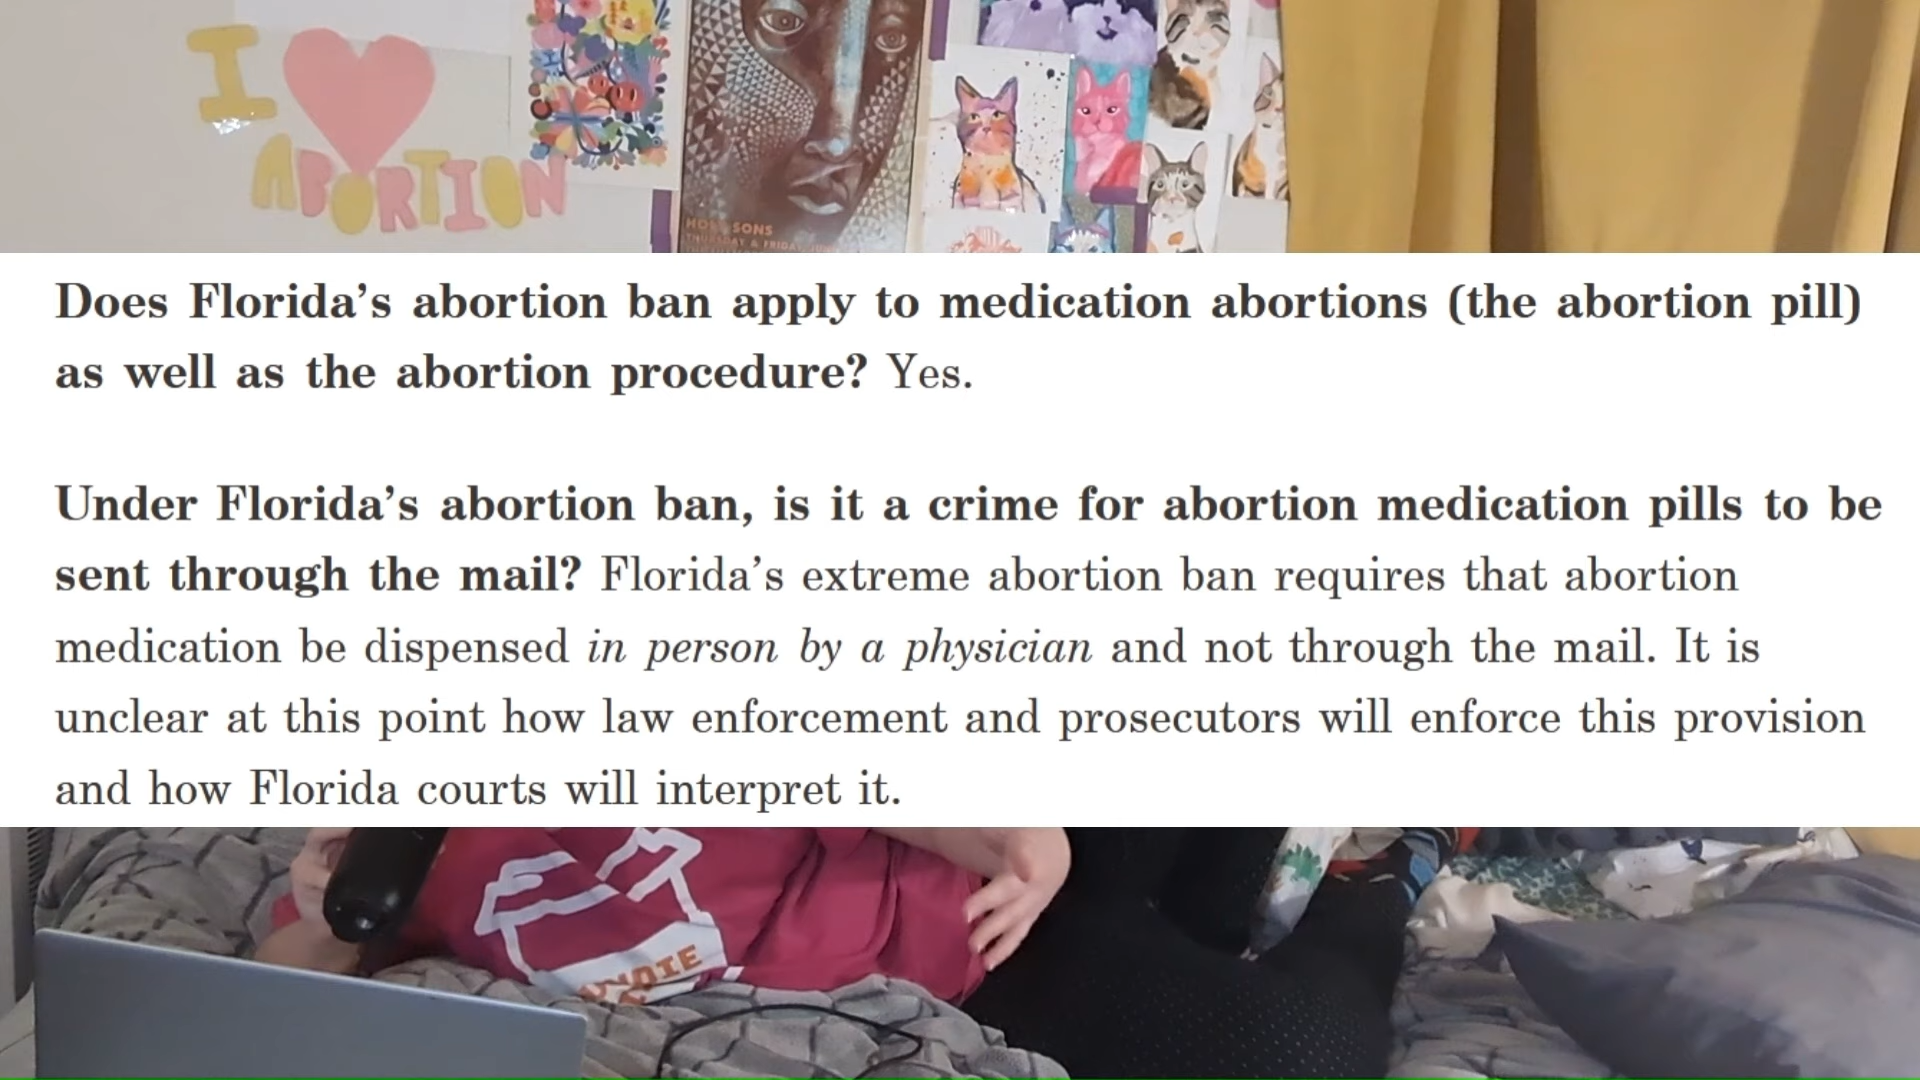 I
ABORTION
SONS
Does Florida’s abortion ban apply to medication abortions (the abortion pill)
as well as the abortion procedure? Yes.
Under Florida’s abortion ban, is it a crime for abortion medication pills to be
sent through the mail? Florida’s extreme abortion ban requires that abortion
medication be dispensed in person by a physician and not through the mail. It is
unclear at this point how law enforcement and prosecutors will enforce this provision
and how Florida courts will interpret it.